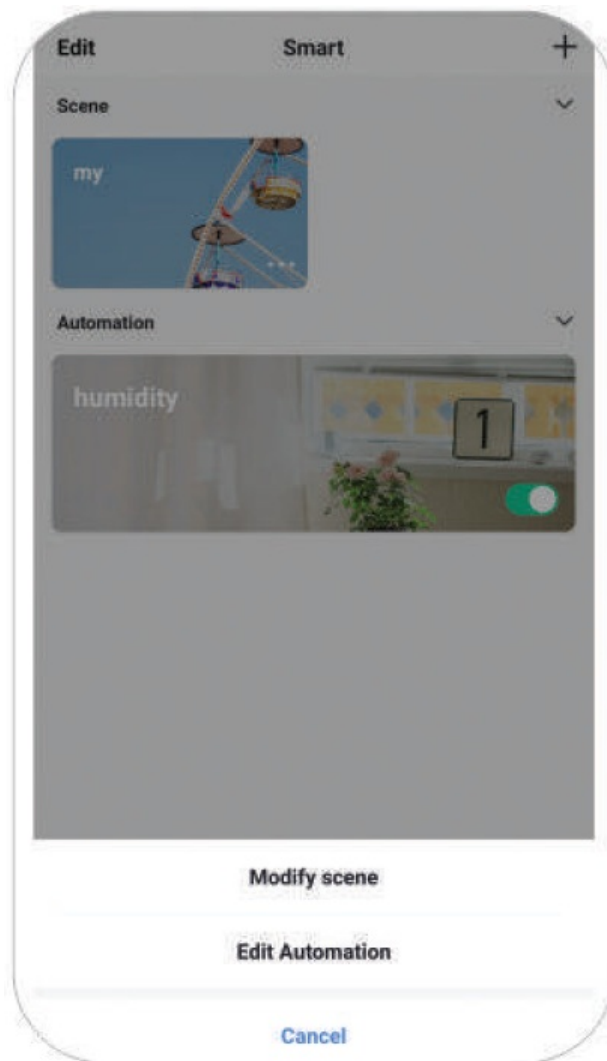 Edit Smart +
Scene
my
Automation
humidity
1
Modify scene
Edit Automation
Cancel